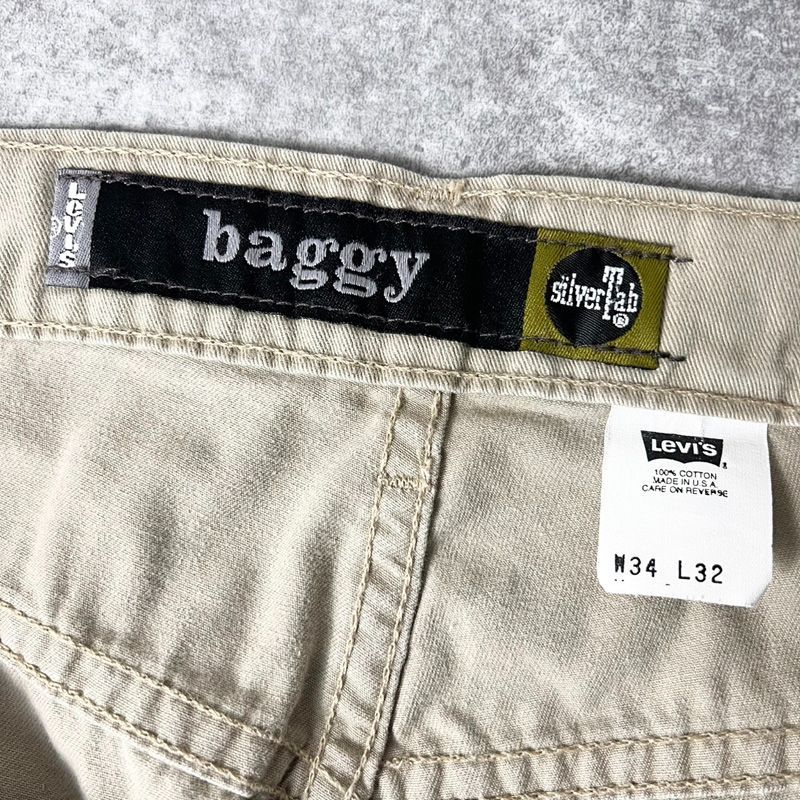 Levi's
baggy
silverTab
®
LEVI'S
®
100% COTTON
MADE IN U.S.A.
CARE ON REVERSE
W34 L32